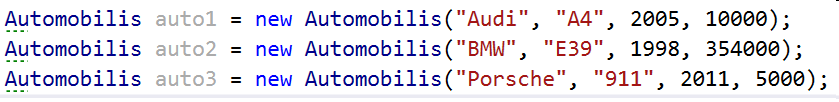 Automobilis auto1 = new Automobilis("Audi", "A4", 2005, 10000);
Automobilis auto2 = new Automobilis("BMW", "E39", 1998, 354000);
Automobilis auto3 = new Automobilis("Porsche", "911", 2011, 5000);